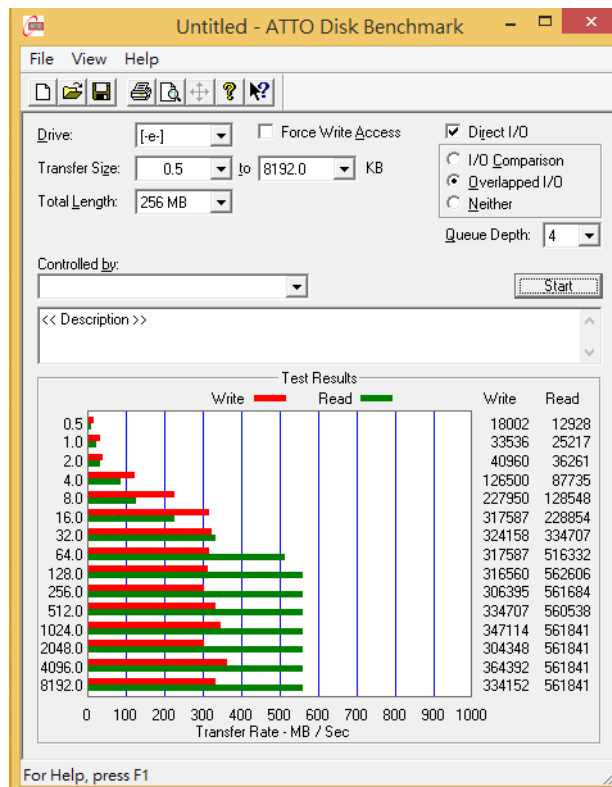 Untitled - ATTO Disk Benchmark
File View Help
Drive: [-e-] Force Write Access Direct I/O
Transfer Size: 0.5 to 8192.0 KB
I/O Comparison
Overlapped I/O
Neither
Total Length: 256 MB
Queue Depth: 4
Controlled by:
Start
<< Description >>
Test Results
Write Read Write Read
0.5 18002 12928
1.0 33536 25217
2.0 40960 36261
4.0 126500 87735
8.0 227950 128548
16.0 317587 228854
32.0 324158 334707
64.0 317587 516332
128.0 316560 562606
256.0 306395 561684
512.0 334707 560538
1024.0 347114 561841
2048.0 304348 561841
4096.0 364392 561841
8192.0 334152 561841
0 100 200 300 400 500 600 700 800 900 1000
Transfer Rate - MB / Sec
For Help, press F1